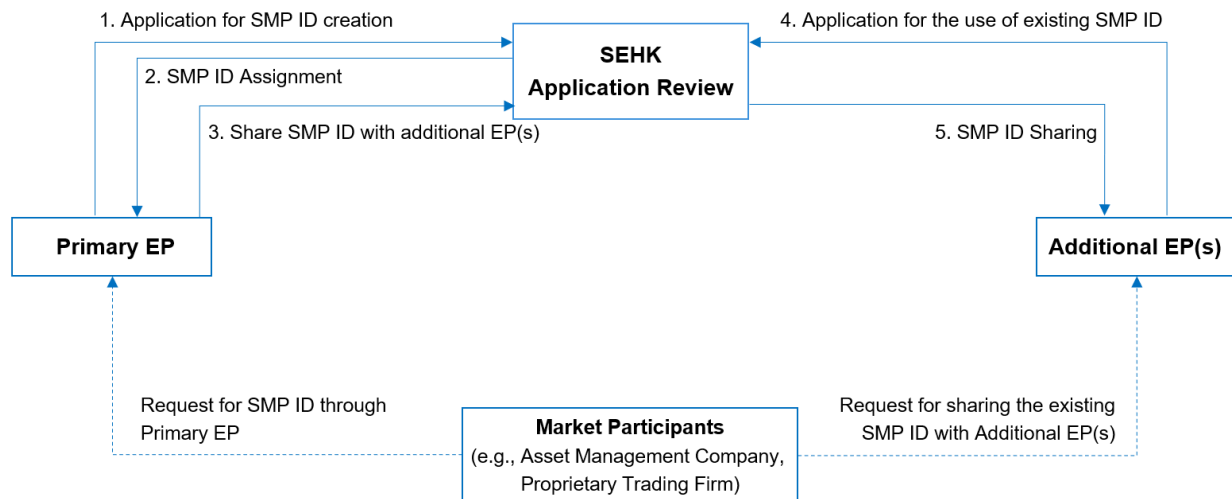 1. Application for SMP ID creation
4. Application for the use of existing SMP ID
SEHK
Application Review
2. SMP ID Assignment
3. Share SMP ID with additional EP(s)
5. SMP ID Sharing
Primary EP
Additional EP(s)
Request for SMP ID through
Primary EP
Market Participants
(e.g., Asset Management Company,
Proprietary Trading Firm)
Request for sharing the existing
SMP ID with Additional EP(s)